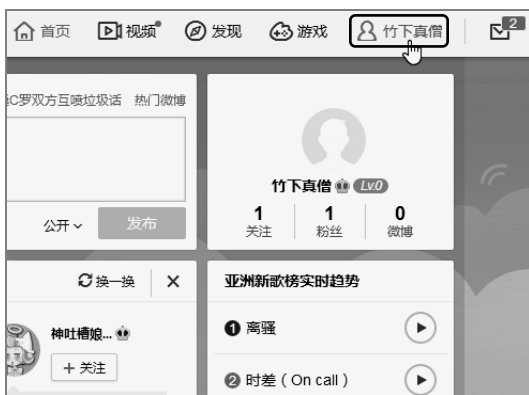 首页 视频 发现 游戏 竹下真僧 2
C罗双方互喷垃圾话 热门微博
竹下真僧 Lv.0
1 1 0
关注 粉丝 微博
公开 发布
换一换 ×
亚洲新歌榜实时趋势
神吐槽娘...
+ 关注
1 离骚
2 时差 ( On call )